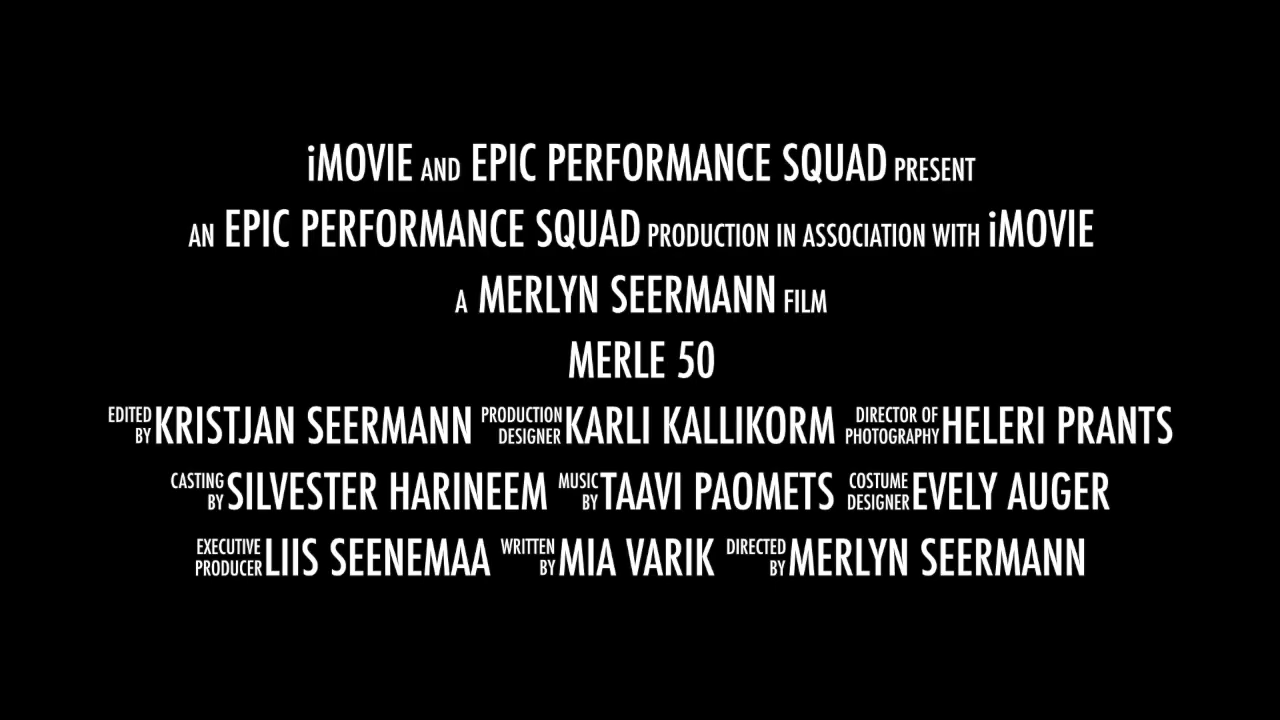 iMOVIE AND EPIC PERFORMANCE SQUAD PRESENT
AN EPIC PERFORMANCE SQUAD PRODUCTION IN ASSOCIATION WITH iMOVIE
A MERLYN SEERMANN FILM
MERLE 50
EDITED BY KRISTJAN SEERMANN PRODUCTION DESIGNER KARLI KALLIKORM DIRECTOR OF PHOTOGRAPHY HELERI PRANTS
CASTING BY SILVESTER HARINEEM MUSIC BY TAAVI PAOMETS COSTUME DESIGNER EVELY AUGER
EXECUTIVE PRODUCER LIIS SEENEMAA WRITTEN BY MIA VARIK DIRECTED BY MERLYN SEERMANN